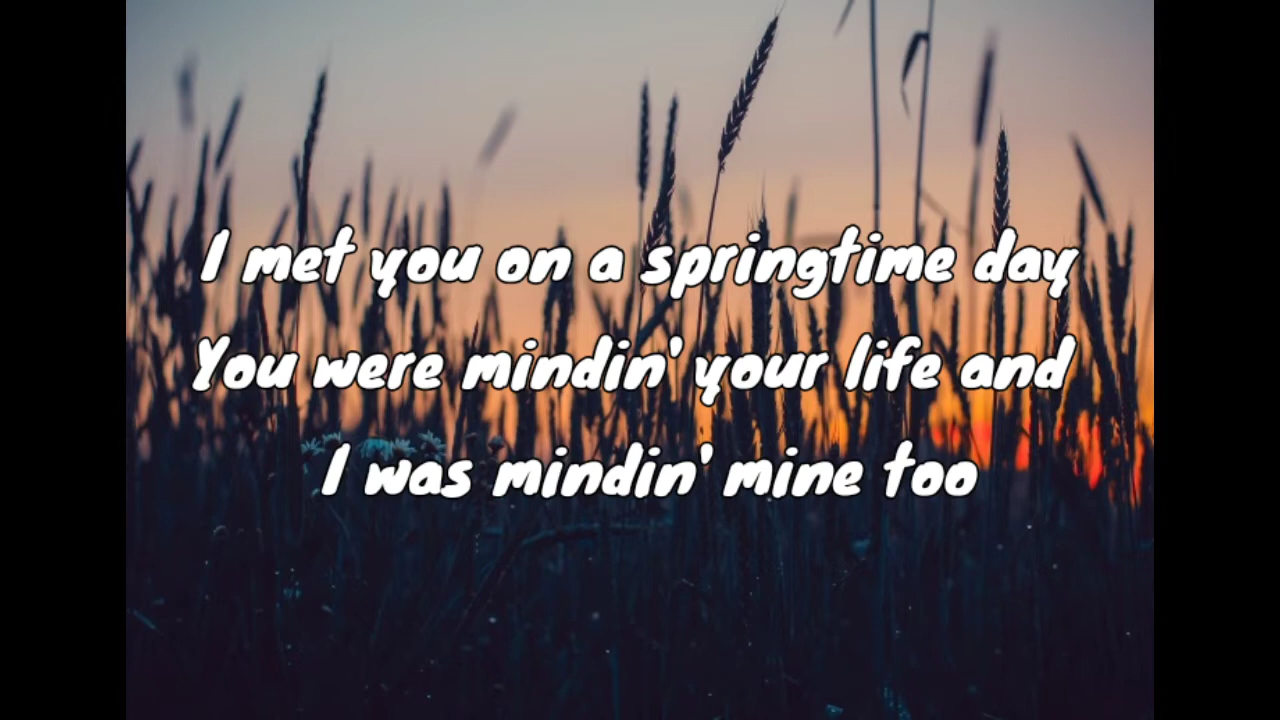 I met you on a springtime day
You were mindin' your life and
I was mindin' mine too